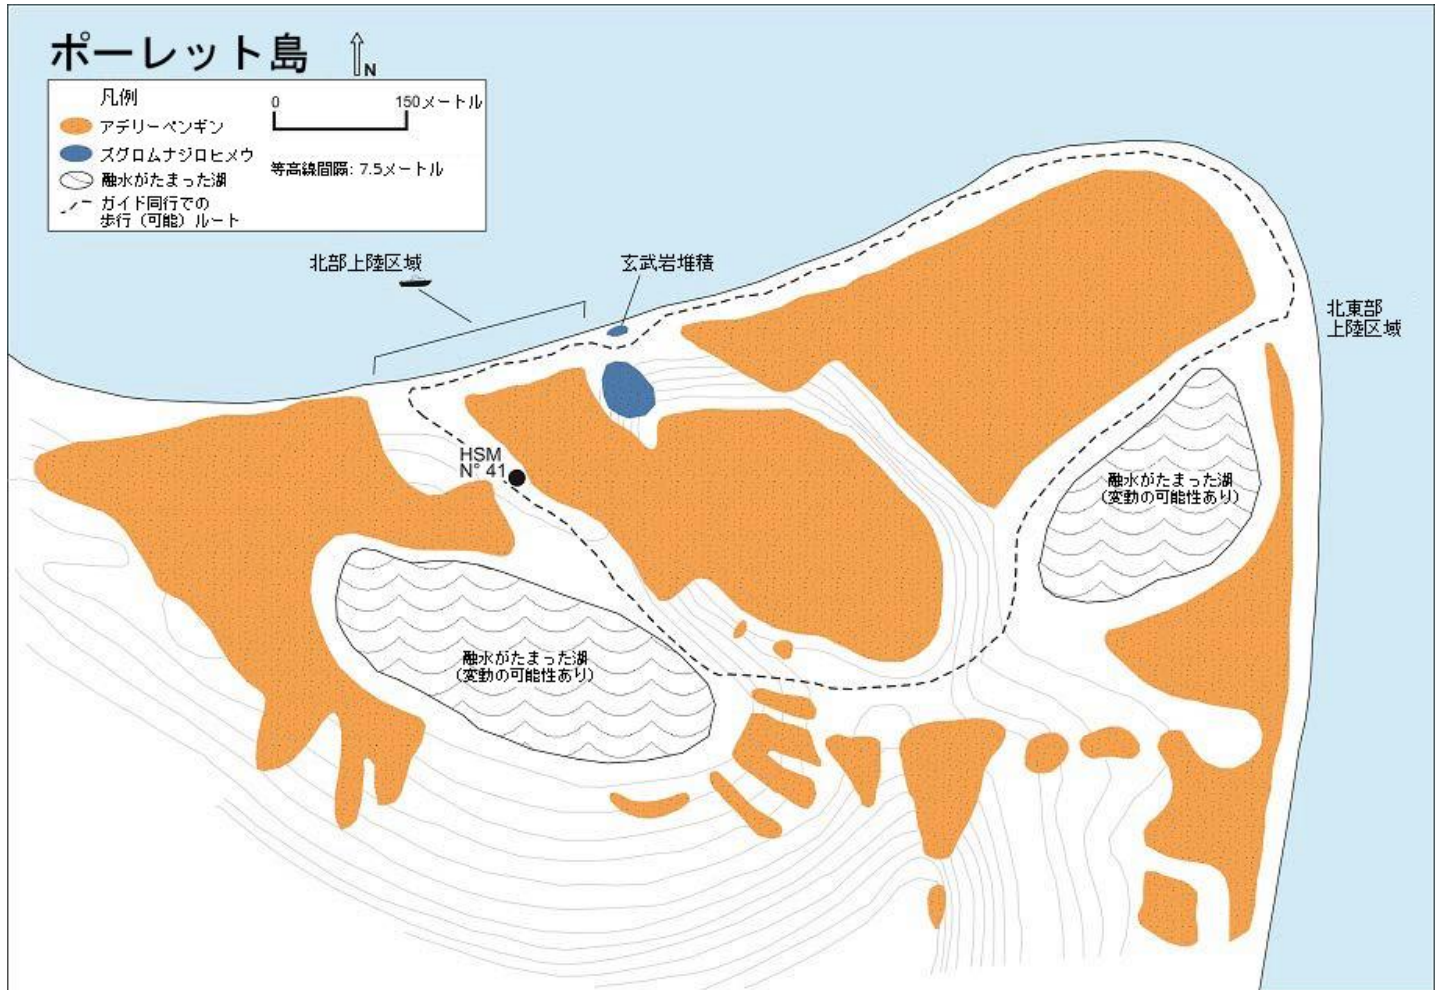 ポーレット島
N
凡例
0 150メートル
アデリーペンギン
ズグロムナジロヒメウ
等高線間隔: 7.5メートル
融水がたまった湖
ガイド同行での
歩行（可能）ルート
北部上陸区域
玄武岩堆積
北東部
上陸区域
HSM
N° 41
融水がたまった湖
(変動の可能性あり)
融水がたまった湖
(変動の可能性あり)